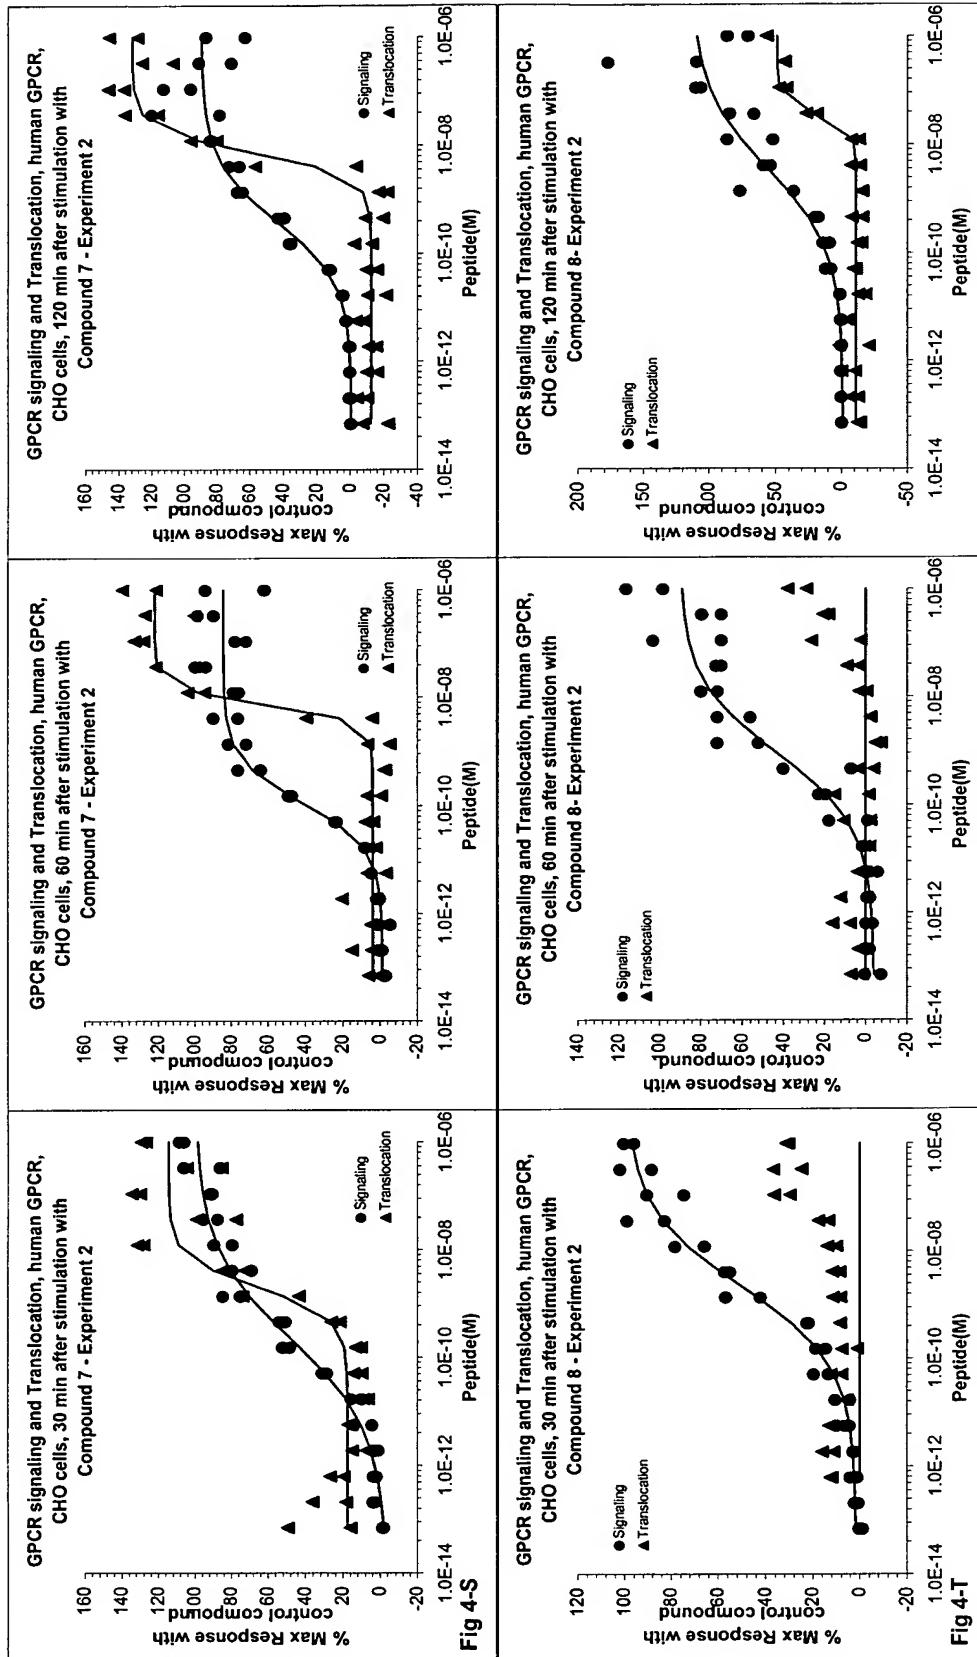 GPCR signaling and Translocation, human GPCR,
CHO cells, 30 min after stimulation with
Compound 7 - Experiment 2
% Max Response with
control compound
160
140
120
100
80
60
40
20
0
-20
1.0E-14
1.0E-12
1.0E-10
1.0E-08
1.0E-06
Peptide(M)
Signaling
Translocation
Fig 4-S
GPCR signaling and Translocation, human GPCR,
CHO cells, 60 min after stimulation with
Compound 7 - Experiment 2
% Max Response with
control compound
160
140
120
100
80
60
40
20
0
-20
1.0E-14
1.0E-12
1.0E-10
1.0E-08
1.0E-06
Peptide(M)
Signaling
Translocation
GPCR signaling and Translocation, human GPCR,
CHO cells, 120 min after stimulation with
Compound 7 - Experiment 2
% Max Response with
control compound
160
140
120
100
80
60
40
20
0
-20
1.0E-14
1.0E-12
1.0E-10
1.0E-08
1.0E-06
Peptide(M)
Signaling
Translocation
GPCR signaling and Translocation, human GPCR,
CHO cells, 30 min after stimulation with
Compound 8 - Experiment 2
Signaling
Translocation
% Max Response with
control compound
120
100
80
60
40
20
0
-20
1.0E-14
1.0E-12
1.0E-10
1.0E-08
1.0E-06
Peptide(M)
Fig 4-T
GPCR signaling and Translocation, human GPCR,
CHO cells, 60 min after stimulation with
Compound 8- Experiment 2
Signaling
Translocation
% Max Response with
control compound
140
120
100
80
60
40
20
0
-20
1.0E-14
1.0E-12
1.0E-10
1.0E-08
1.0E-06
Peptide(M)
GPCR signaling and Translocation, human GPCR,
CHO cells, 120 min after stimulation with
Compound 8- Experiment 2
Signaling
Translocation
% Max Response with
control compound
200
150
100
50
0
-50
1.0E-14
1.0E-12
1.0E-10
1.0E-08
1.0E-06
Peptide(M)